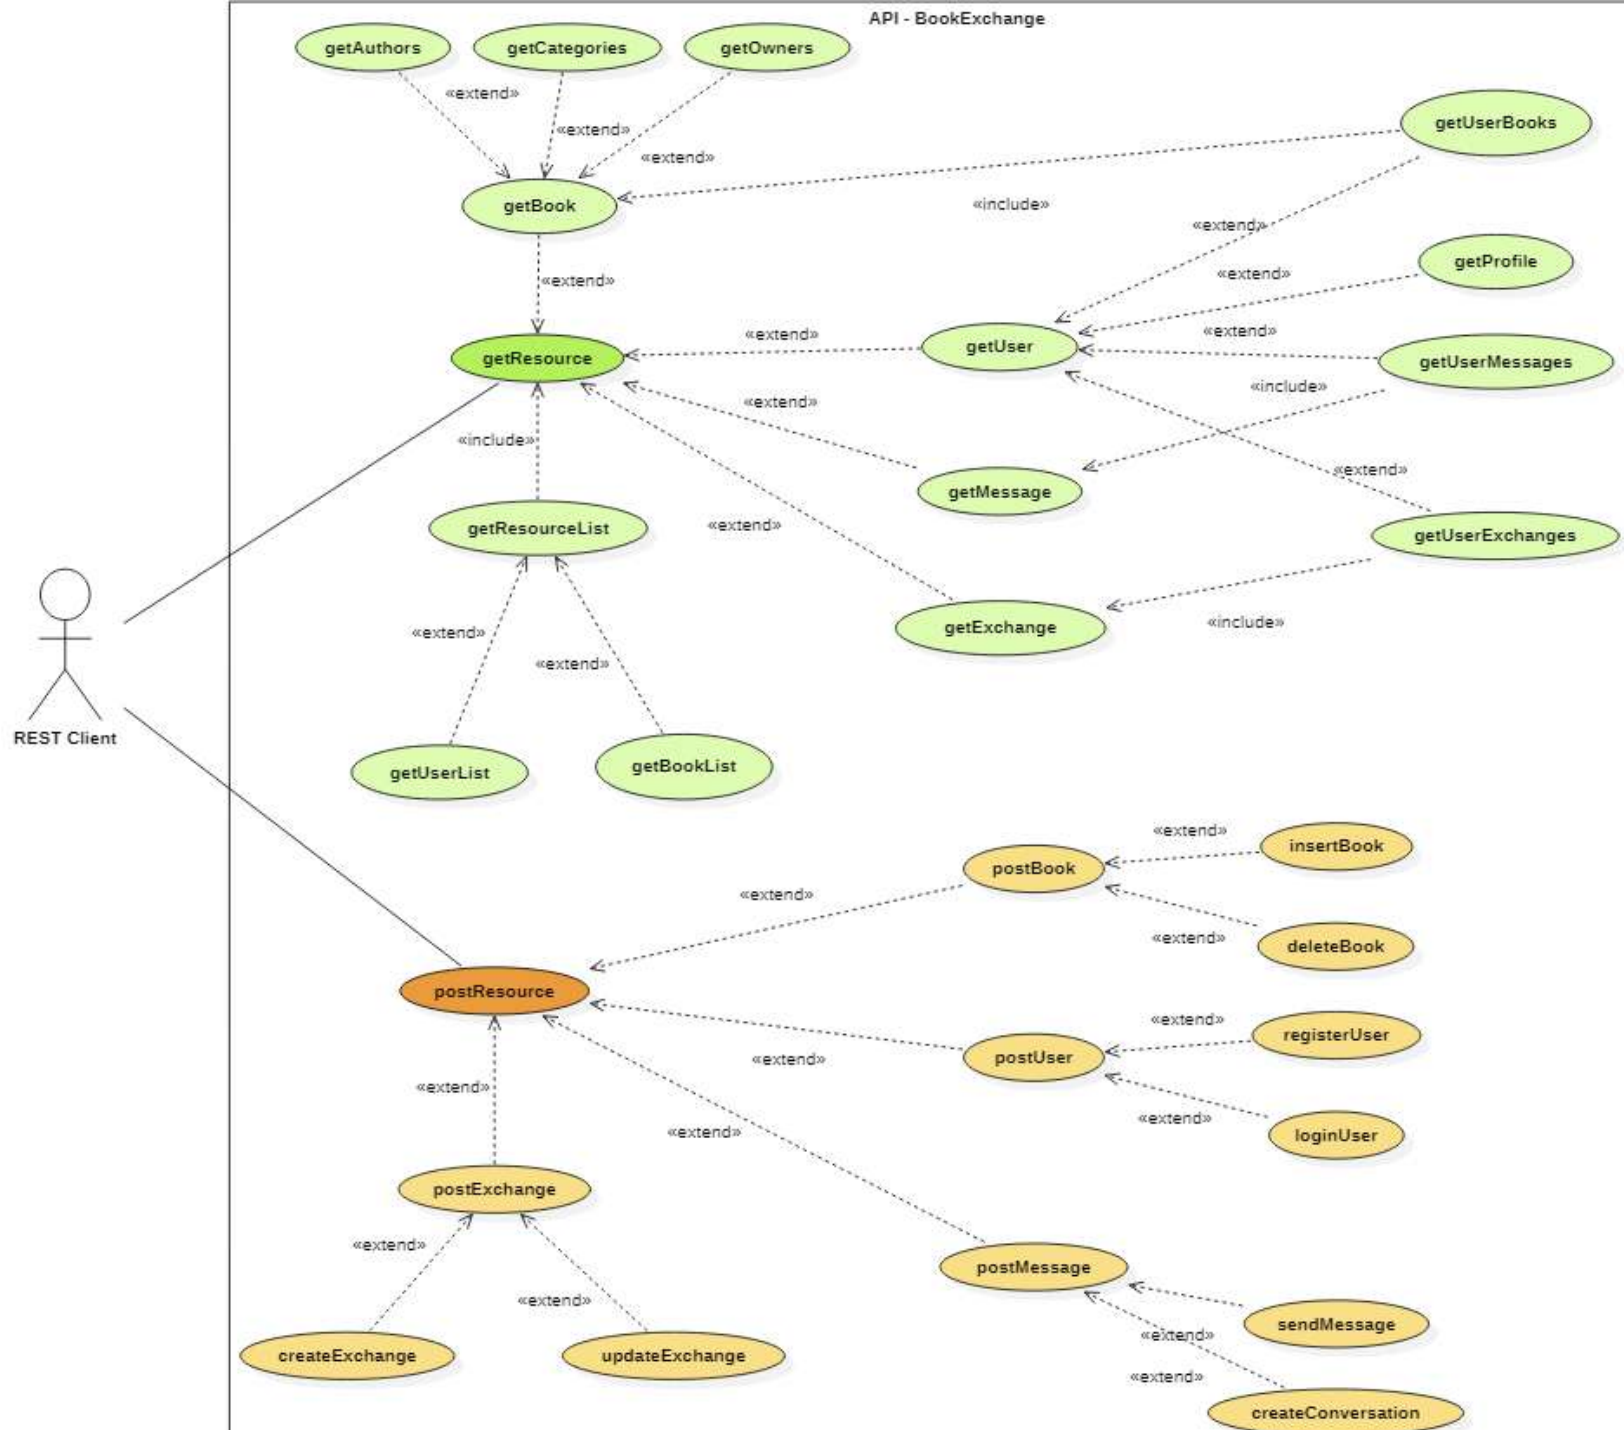 API - BookExchange
getAuthors
getCategories
getOwners
«extend»
«extend»
«extend»
getUserBooks
getBook
«include»
«extend»
getProfile
«extend»
«extend»
getResource
«extend»
getUser
«extend»
getUserMessages
«include»
«extend»
«include»
getMessage
«extend»
getResourceList
«extend»
getUserExchanges
getExchange
«include»
«extend»
«extend»
REST Client
getUserList
getBookList
«extend»
insertBook
postBook
«extend»
«extend»
deleteBook
postResource
«extend»
registerUser
postUser
«extend»
«extend»
loginUser
«extend»
«extend»
postExchange
«extend»
postMessage
«extend»
sendMessage
«extend»
createExchange
updateExchange
«extend»
createConversation